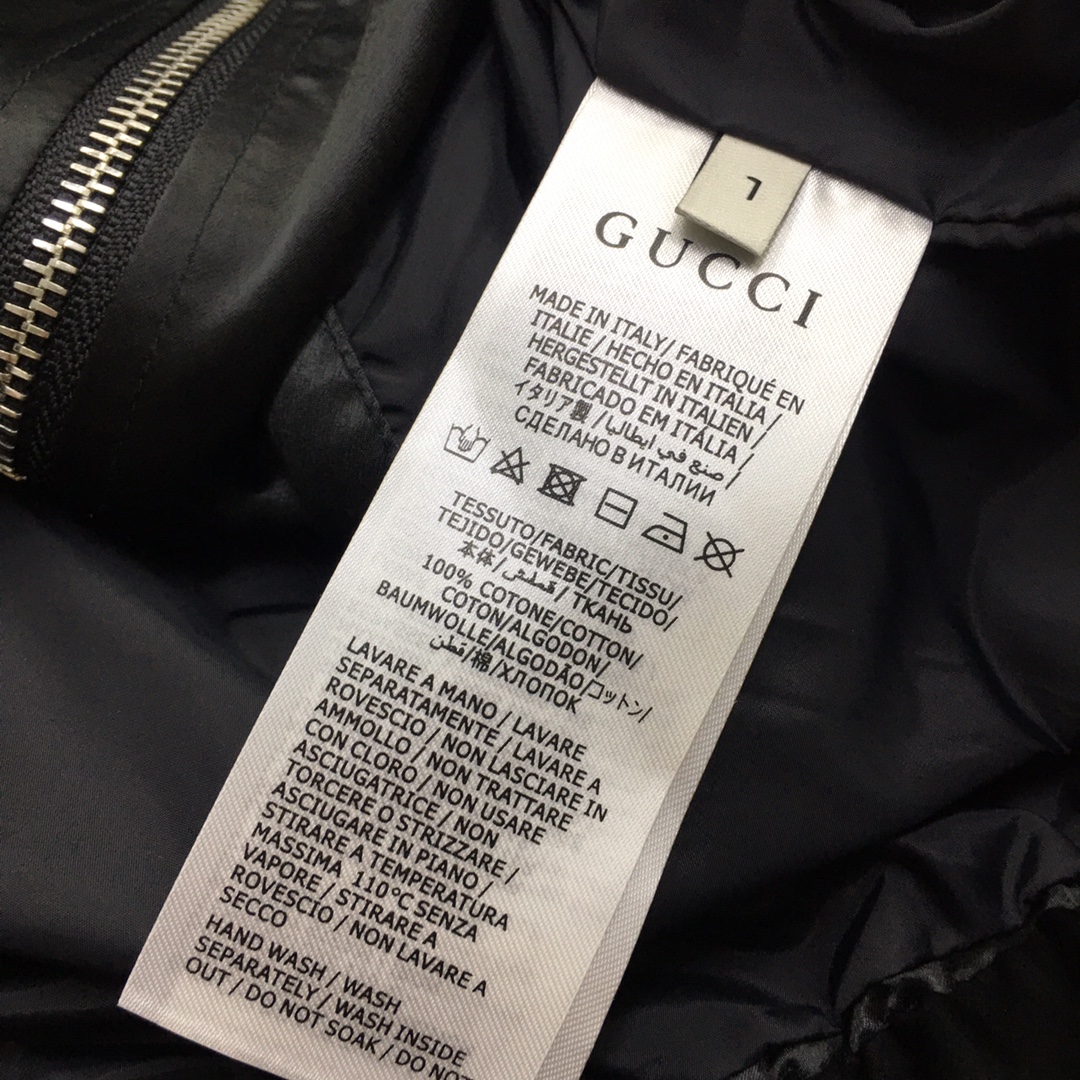 L
GUCCI
MADE IN ITALY/ FABRIQUÉ EN
ITALIE / HECHO EN ITALIA /
HERGESTELLT IN ITALIEN /
FABRICADO EM ITÁLIA /
イタリア製 / صنع في ايطاليا /
СДЕЛАНО В ИТАЛИИ
TESSUTO/FABRIC/TISSU/
TEJIDO/GEWEBE/TECIDO/
本体/ قطش / ТКАНЬ
100% COTONE/COTTON/
COTON/ALGODON/
BAUMWOLLE/ALGODÃO/コットン/
قطن /棉/ХЛОПОК
LAVARE A MANO / LAVARE
SEPARATAMENTE / LAVARE A
ROVESCIO / NON LASCIARE IN
AMMOLLO / NON TRATTARE
CON CLORO / NON USARE
ASCIUGATRICE / NON
TORCERE O STRIZZARE /
ASCIUGARE IN PIANO /
STIRARE A TEMPERATURA
MASSIMA 110°C SENZA
VAPORE / STIRARE A
ROVESCIO / NON LAVARE A
SECCO
HAND WASH / WASH
SEPARATELY / WASH INSIDE
OUT / DO NOT SOAK / DO NOT